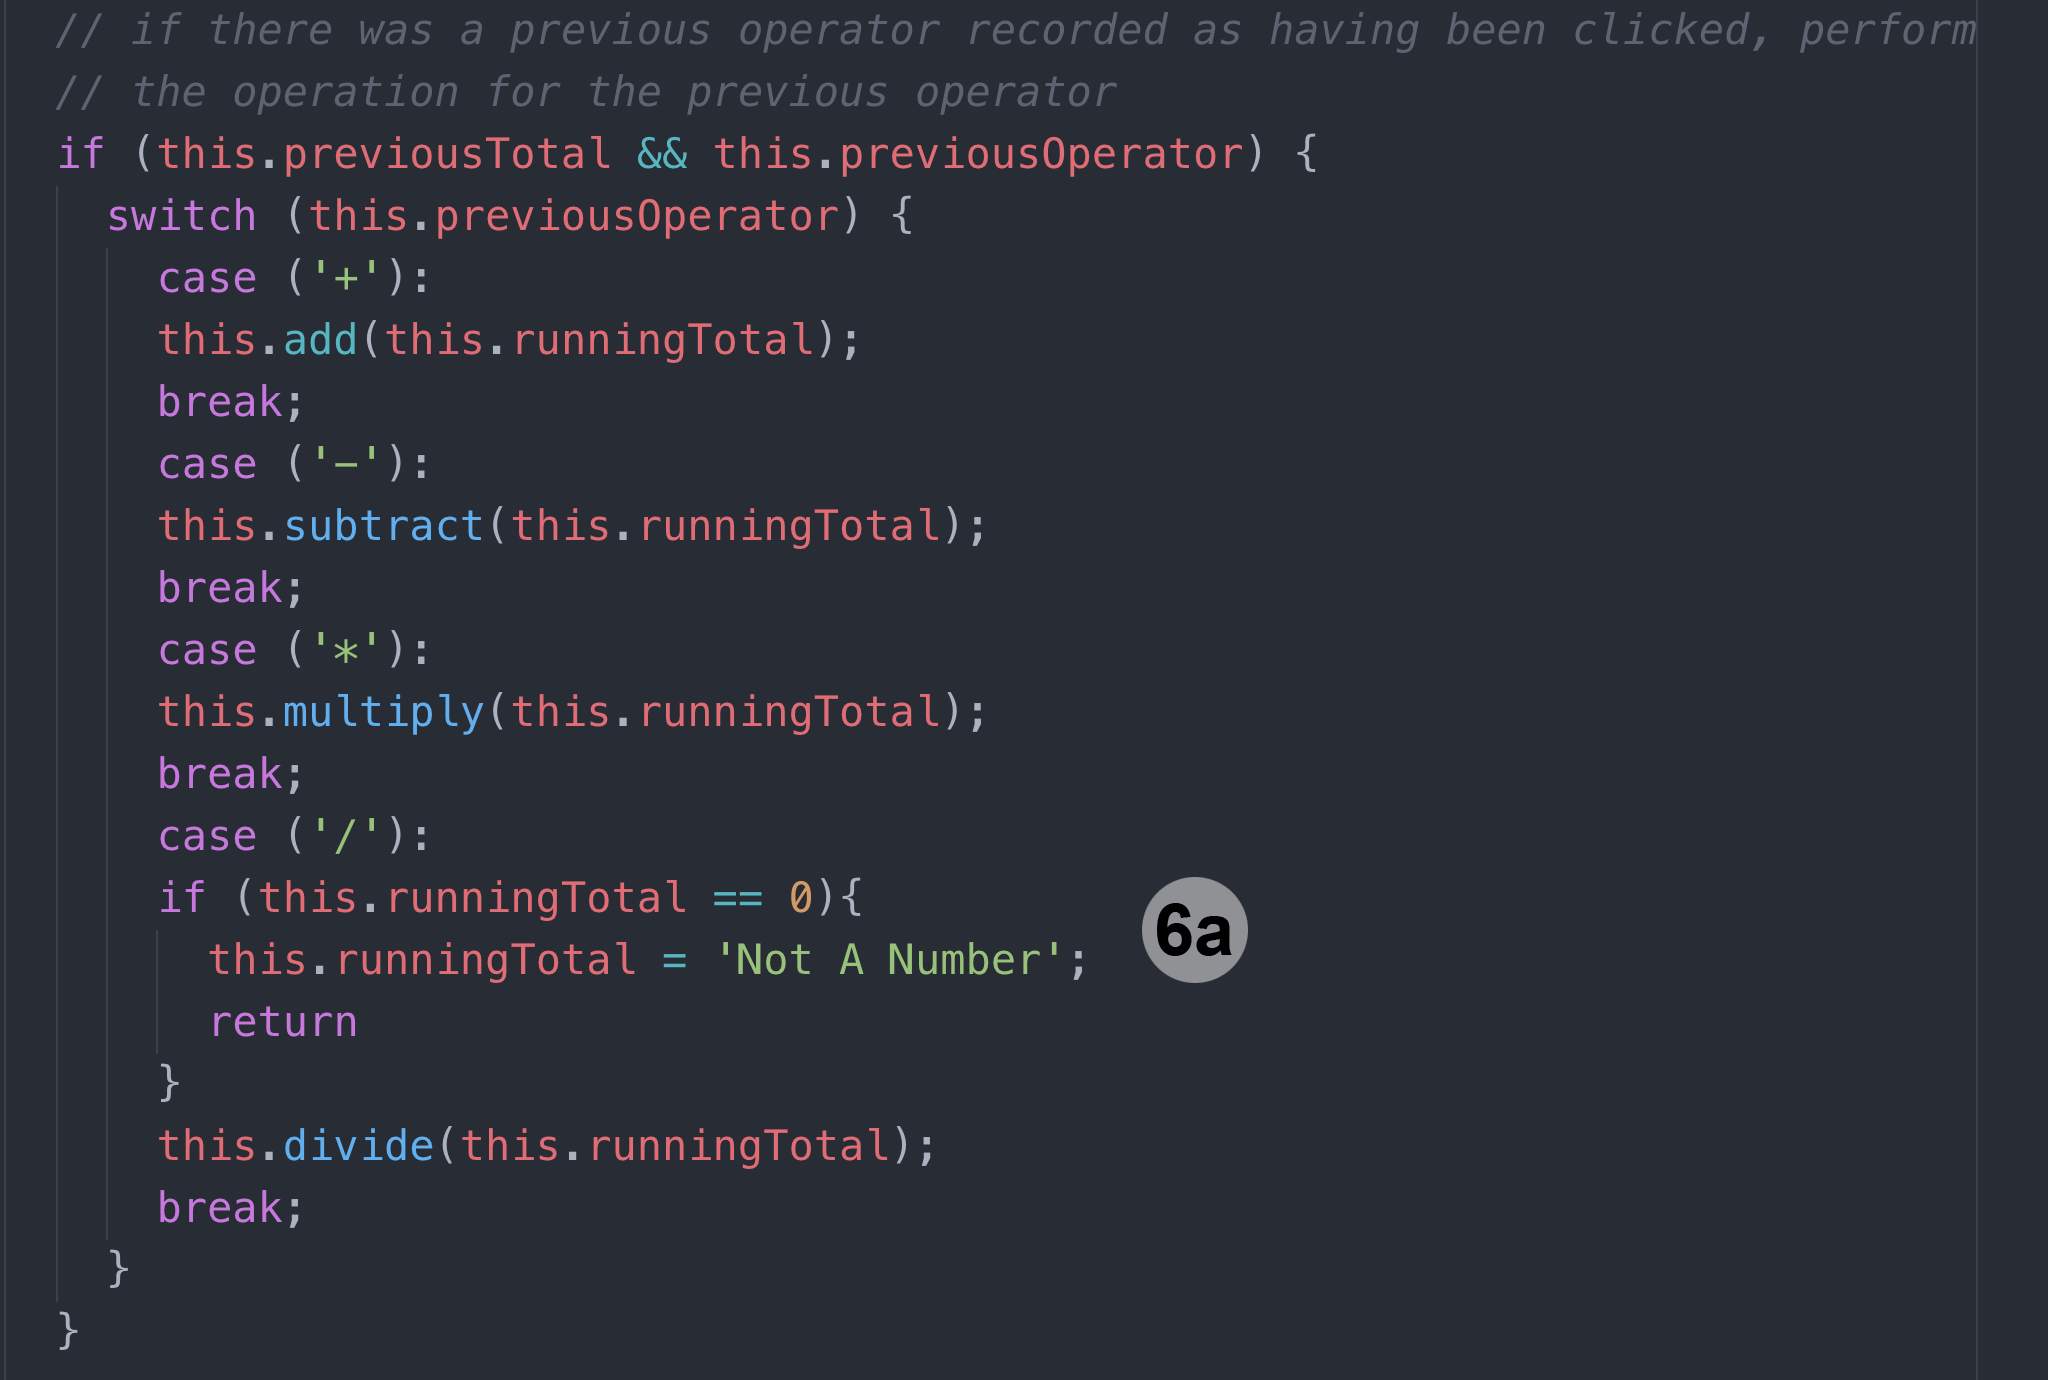 // if there was a previous operator recorded as having been clicked, perform
// the operation for the previous operator
if (this.previousTotal && this.previousOperator) {
switch (this.previousOperator) {
case ('+'):
this.add(this.runningTotal);
break;
case ('-'):
this.subtract(this.runningTotal);
break;
case ('*'):
this.multiply(this.runningTotal);
break;
case ('/'):
if (this.runningTotal == 0){
this.runningTotal = 'Not A Number';
6a
return
}
this.divide(this.runningTotal);
break;
}
}